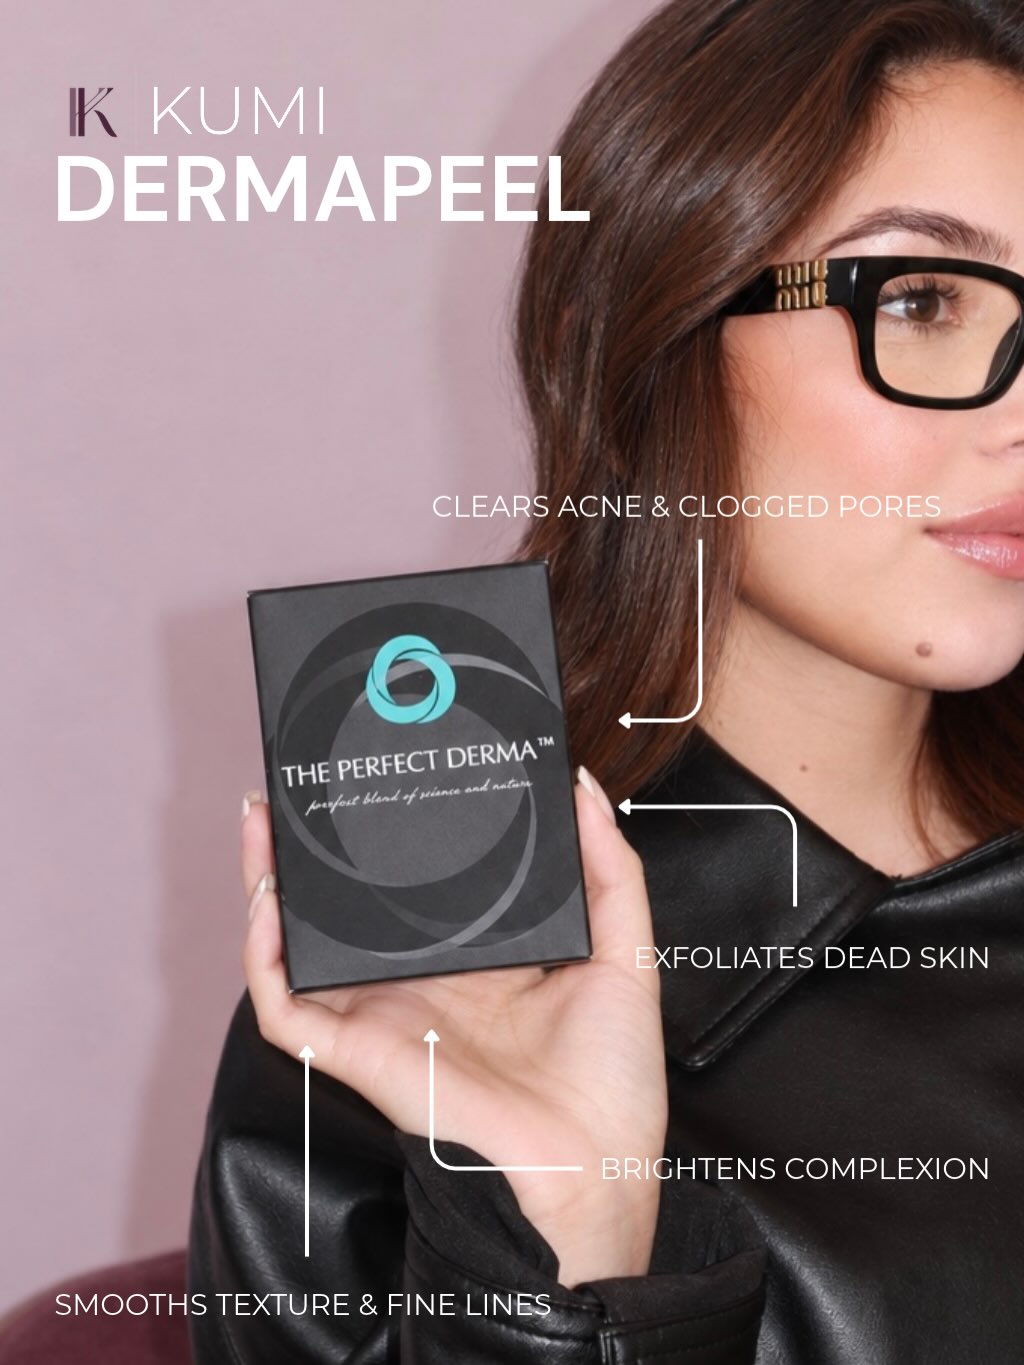 K KUMI
DERMAPEEL
CLEARS ACNE & CLOGGED PORES
THE PERFECT DERMA™
perfect blend of science and nature
EXFOLIATES DEAD SKIN
BRIGHTENS COMPLEXION
SMOOTHS TEXTURE & FINE LINES